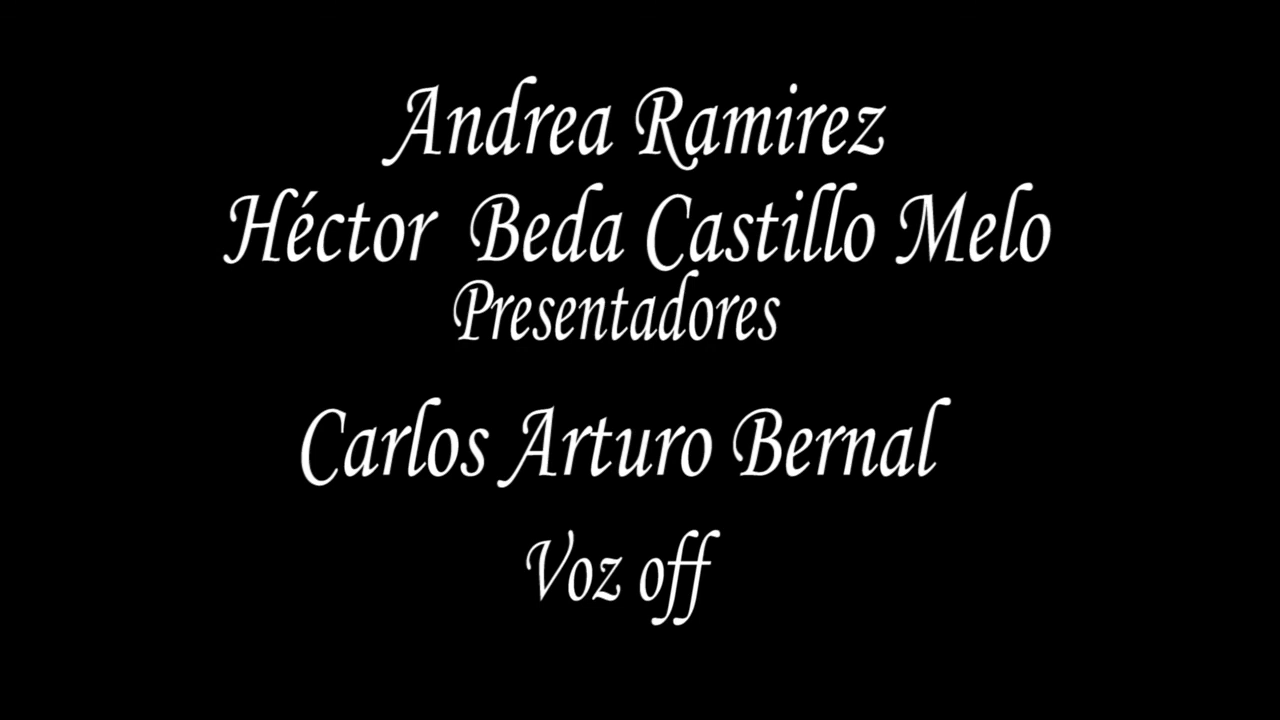 Andrea Ramirez
Héctor Beda Castillo Melo
Presentadores
Carlos Arturo Bernal
Voz off